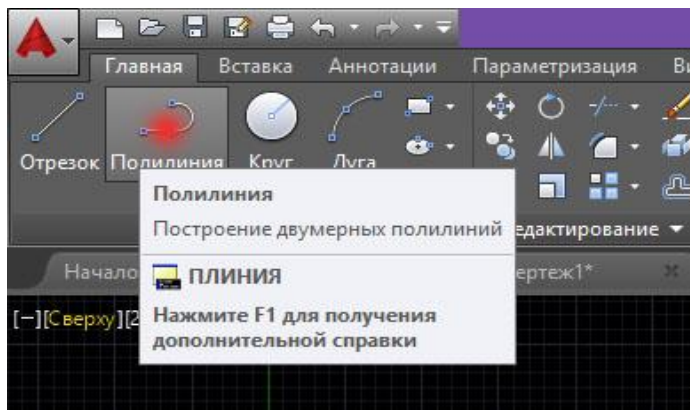 Главная Вставка Аннотации Параметризация
Отрезок Полилиния Круг Дуга
Полилиния
Построение двумерных полилиний
едактирование
Начало
ертеж1*
ПЛИНИЯ
[−][Сверху][2
Нажмите F1 для получения
дополнительной справки